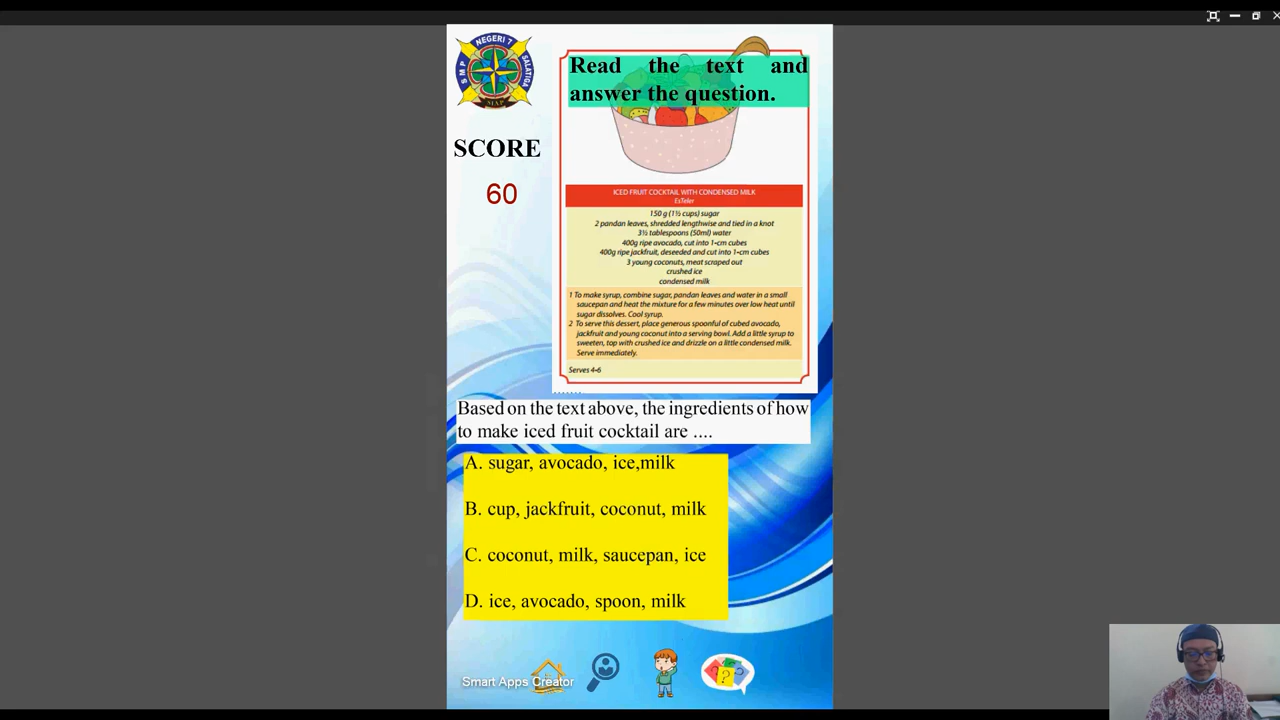 NEGERI 7
SMP
SALATIGA
MAP
SCORE
60
Read the text and
answer the question.
ICED FRUIT COCKTAIL WITH CONDENSED MILK
EsTeler
150 g (1½ cups) sugar
2 pandan leaves, shredded lengthwise and tied in a knot
3½ tablespoons (50ml) water
400g ripe avocado, cut into 1-cm cubes
400g ripe jackfruit, deseeded and cut into 1-cm cubes
3 young coconuts, meat scraped out
crushed ice
condensed milk
1 To make syrup, combine sugar, pandan leaves and water in a small
saucepan and heat the mixture for a few minutes over low heat until
sugar dissolves. Cool syrup.
2 To serve this dessert, place generous spoonful of cubed avocado,
jackfruit and young coconut into a serving bowl. Add a little syrup to
sweeten, top with crushed ice and drizzle on a little condensed milk.
Serve immediately.
Serves 4-6
Based on the text above, the ingredients of how
to make iced fruit cocktail are ....
A. sugar, avocado, ice,milk
B. cup, jackfruit, coconut, milk
C. coconut, milk, saucepan, ice
D. ice, avocado, spoon, milk
Smart Apps Creator